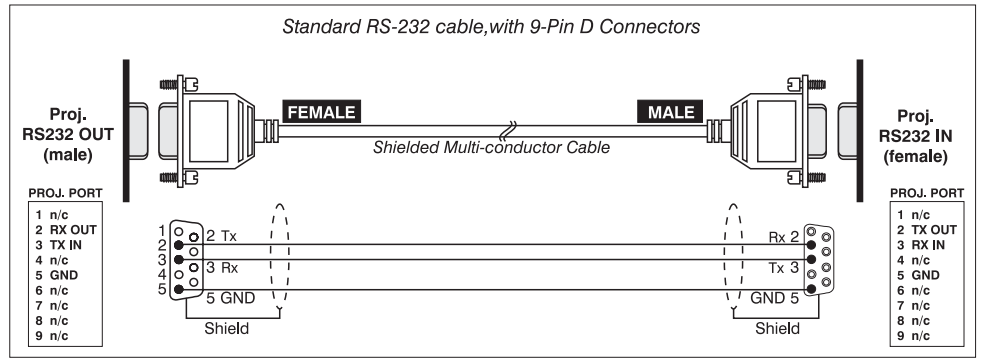 Standard RS-232 cable,with 9-Pin D Connectors
Proj.
RS232 OUT
(male)
FEMALE
MALE
Shielded Multi-conductor Cable
Proj.
RS232 IN
(female)
PROJ. PORT
1 n/c
2 RX OUT
3 TX IN
4 n/c
5 GND
6 n/c
7 n/c
8 n/c
9 n/c
1
2
3
4
5
2 Tx
3 Rx
5 GND
Shield
Rx 2
Tx 3
GND 5
Shield
PROJ. PORT
1 n/c
2 TX OUT
3 RX IN
4 n/c
5 GND
6 n/c
7 n/c
8 n/c
9 n/c